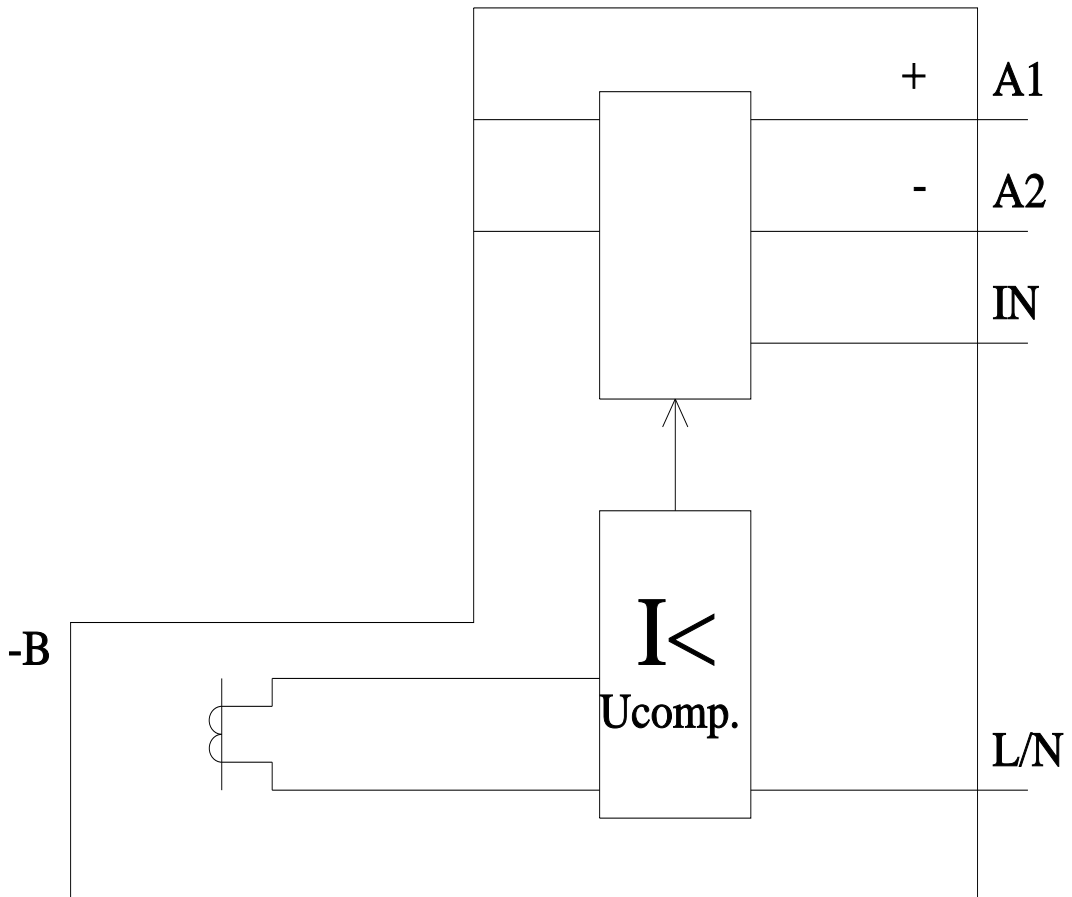 + A1
- A2
IN
-B
I<
Ucomp.
L/N